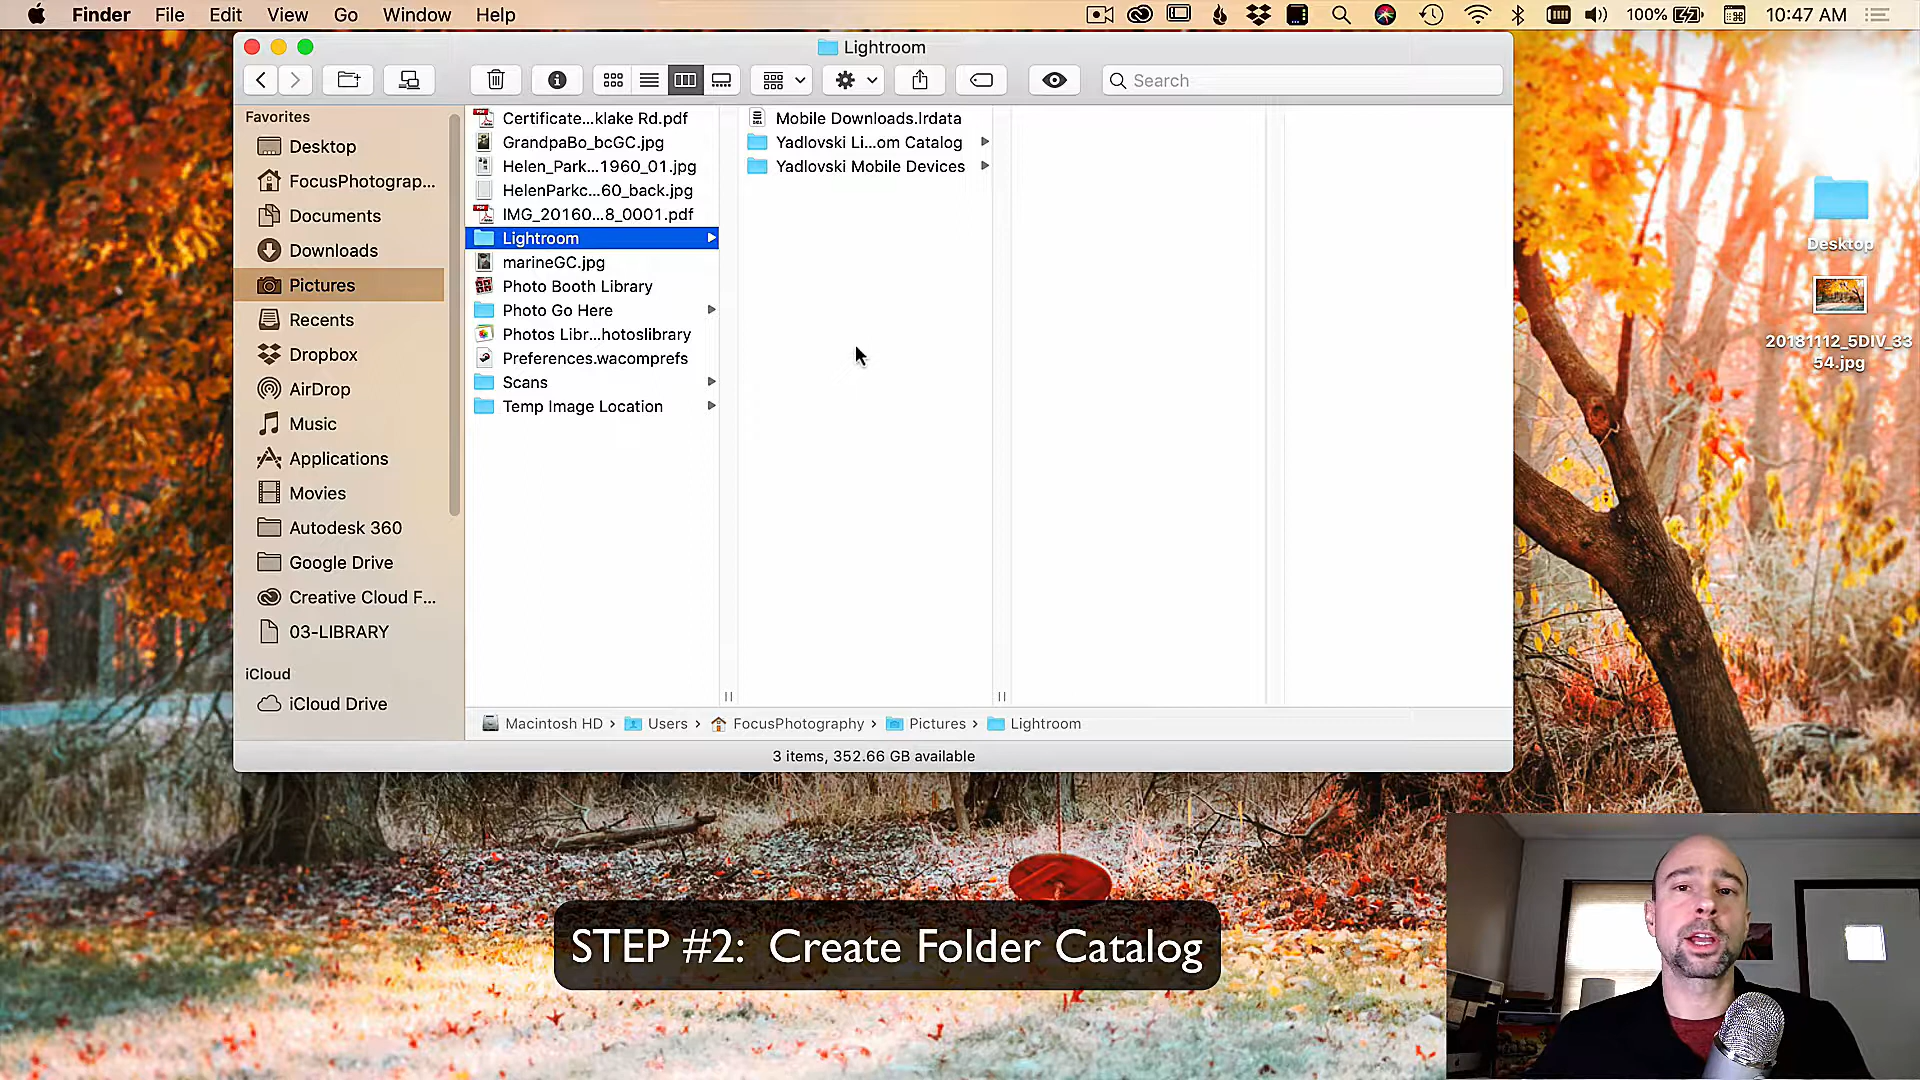 Finder File Edit View Go Window Help
100% 10:47 AM
Lightroom
Search
Favorites
Desktop
FocusPhotograp...
Documents
Downloads
Pictures
Recents
Dropbox
AirDrop
Music
Applications
Movies
Autodesk 360
Google Drive
Creative Cloud F...
03-LIBRARY
iCloud
iCloud Drive
Certificate...klake Rd.pdf
GrandpaBo_bcGC.jpg
Helen_Park...1960_01.jpg
HelenParkc...60_back.jpg
IMG_20160...8_0001.pdf
Lightroom
marineGC.jpg
Photo Booth Library
Photo Go Here
Photos Libr...hotoslibrary
Preferences.wacomprefs
Scans
Temp Image Location
Mobile Downloads.lrdata
Yadlovski Li...om Catalog
Yadlovski Mobile Devices
Macintosh HD › Users › FocusPhotography › Pictures › Lightroom
3 items, 352.66 GB available
Desktop
20181112_5DIV_33
54.jpg
STEP #2: Create Folder Catalog